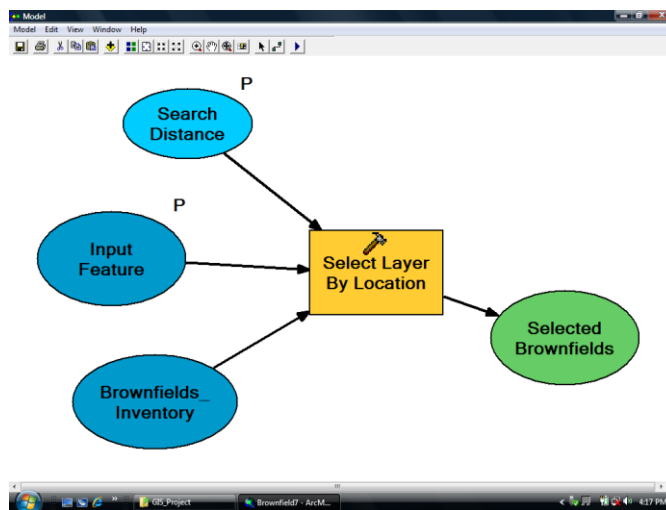 Model
Model Edit View Window Help
P
Search
Distance
P
Input
Feature
Select Layer
By Location
Selected
Brownfields
Brownfields_
Inventory
GIS_Project
Brownfield7 - ArcM...
4:17 PM